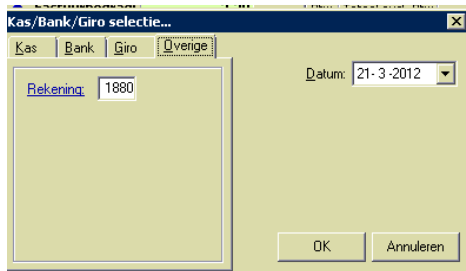 Kas/Bank/Giro selectie...
Kas Bank Giro Overige
Datum: 21- 3 -2012
Rekening: 1880
OK Annuleren